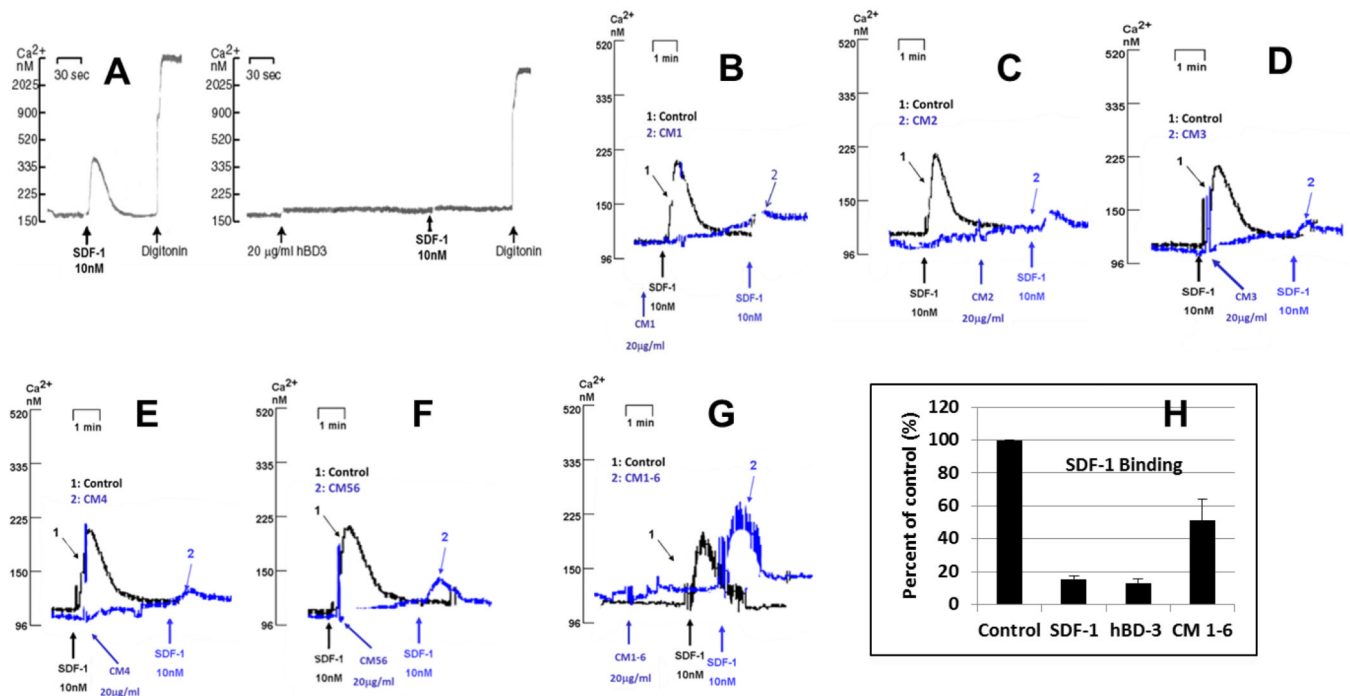 Ca2+
nM
30 sec
A
2025
900
520
335
225
150
SDF-1
10nM
Digitonin
Ca2+
nM
30 sec
2025
900
520
335
225
150
20 µg/ml hBD3
SDF-1
10nM
Digitonin
Ca2+
nM
520
1 min
B
335
1: Control
2: CM1
225
1
2
150
96
SDF-1
10nM
SDF-1
10nM
CM1
20µg/ml
Ca2+
nM
520
1 min
C
335
1: Control
2: CM2
225
1
2
150
96
SDF-1
10nM
CM2
20µg/ml
SDF-1
10nM
Ca2+
nM
520
1 min
D
335
1: Control
2: CM3
225
1
2
150
96
SDF-1
10nM
CM3
20µg/ml
SDF-1
10nM
Ca2+
nM
520
1 min
E
335
1: Control
2: CM4
225
1
2
150
96
SDF-1
10nM
CM4
20µg/ml
SDF-1
10nM
Ca2+
nM
520
1 min
F
335
1: Control
2: CM56
225
1
2
150
96
SDF-1
10nM
CM56
20µg/ml
SDF-1
10nM
Ca2+
nM
520
1 min
G
335
1: Control
2: CM1-6
225
1
2
150
96
CM1-6
20µg/ml
SDF-1
10nM
SDF-1
10nM
H
SDF-1 Binding
Percent of control (%)
120
100
80
60
40
20
0
Control SDF-1 hBD-3 CM 1-6